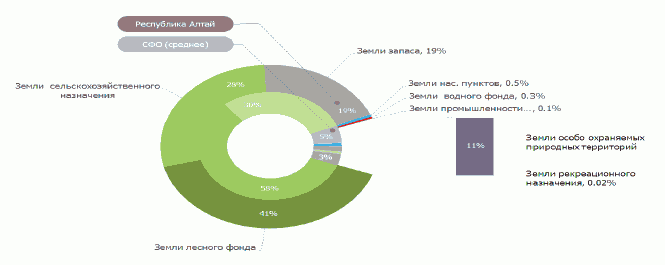 Республика Алтай
СФО (среднее)
Земли запаса, 19%
Земли сельскохозяйственного
назначения
28%
19%
Земли нас. пунктов, 0.5%
Земли водного фонда, 0.3%
Земли промышленности..., 0.1%
9%
3%
11%
Земли особо охраняемых
природных территорий
Земли рекреационного
назначения, 0.02%
58%
41%
Земли лесного фонда